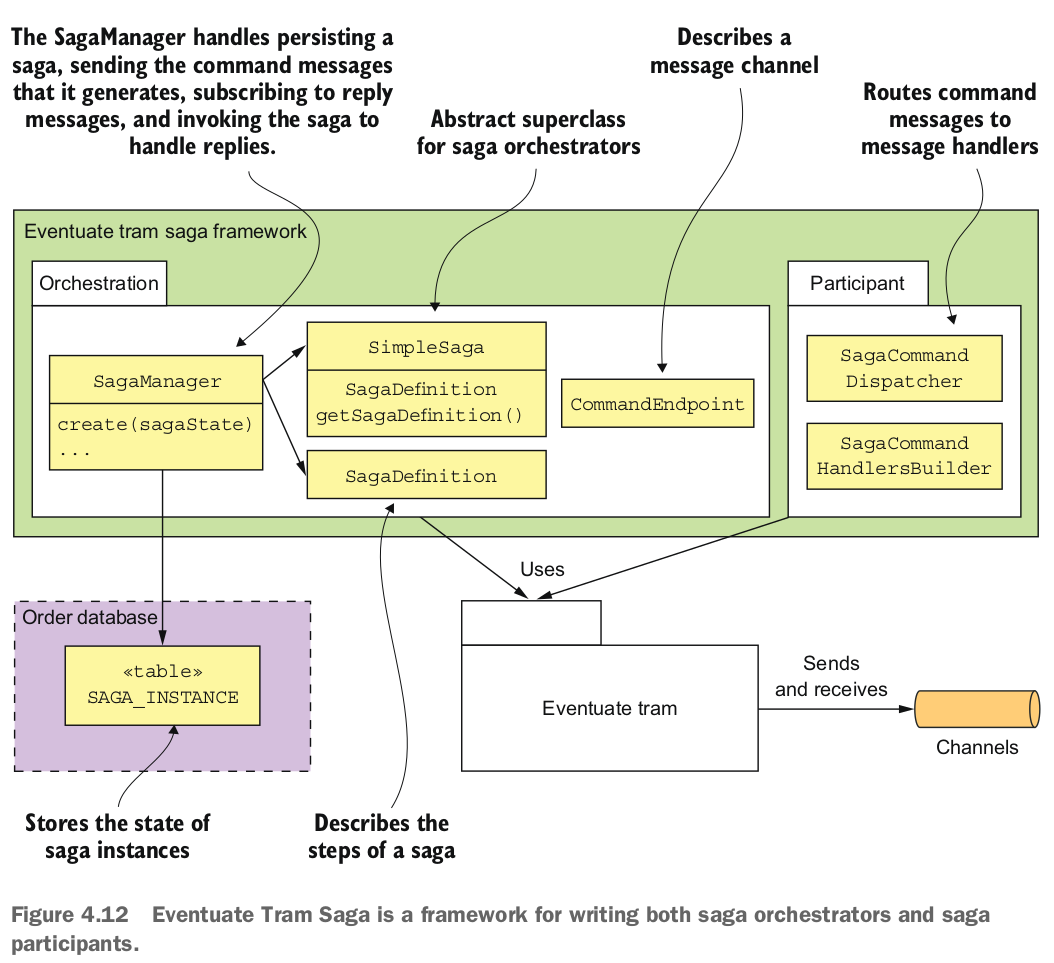 The SagaManager handles persisting a
saga, sending the command messages
that it generates, subscribing to reply
messages, and invoking the saga to
handle replies.
Abstract superclass
for saga orchestrators
Describes a
message channel
Routes command
messages to
message handlers
Eventuate tram saga framework
Orchestration
Participant
SagaManager
create(sagaState)
...
SimpleSaga
SagaDefinition
getSagaDefinition()
SagaDefinition
CommandEndpoint
SagaCommand
Dispatcher
SagaCommand
HandlersBuilder
Uses
Order database
«table»
SAGA_INSTANCE
Eventuate tram
Sends
and receives
Channels
Stores the state of
saga instances
Describes the
steps of a saga
Figure 4.12 Eventuate Tram Saga is a framework for writing both saga orchestrators and saga
participants.